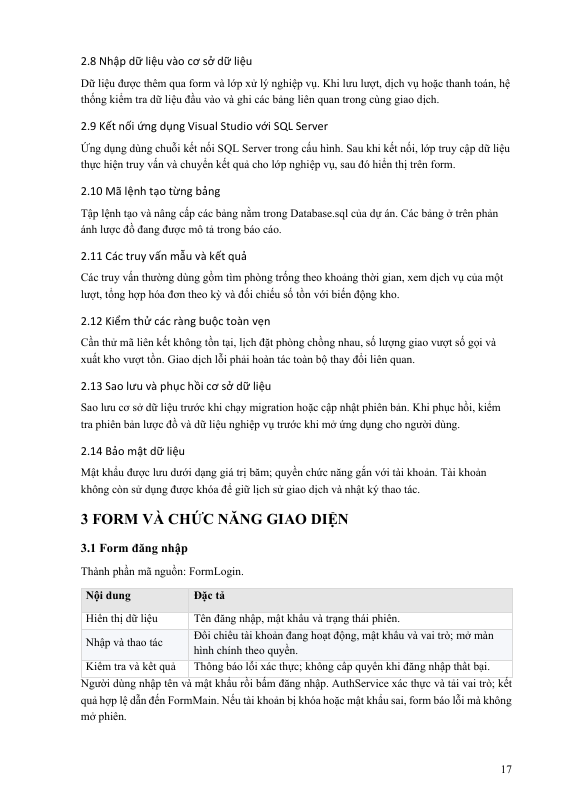 2.8 Nhập dữ liệu vào cơ sở dữ liệu
Dữ liệu được thêm qua form và lớp xử lý nghiệp vụ. Khi lưu lượt, dịch vụ hoặc thanh toán, hệ
thống kiểm tra dữ liệu đầu vào và ghi các bảng liên quan trong cùng giao dịch.
2.9 Kết nối ứng dụng Visual Studio với SQL Server
Ứng dụng dùng chuỗi kết nối SQL Server trong cấu hình. Sau khi kết nối, lớp truy cập dữ liệu
thực hiện truy vấn và chuyển kết quả cho lớp nghiệp vụ, sau đó hiển thị trên form.
2.10 Mã lệnh tạo từng bảng
Tập lệnh tạo và nâng cấp các bảng nằm trong Database.sql của dự án. Các bảng ở trên phản
ánh lược đồ đang được mô tả trong báo cáo.
2.11 Các truy vấn mẫu và kết quả
Các truy vấn thường dùng gồm tìm phòng trống theo khoảng thời gian, xem dịch vụ của một
lượt, tổng hợp hóa đơn theo kỳ và đối chiếu số tồn với biến động kho.
2.12 Kiểm thử các ràng buộc toàn vẹn
Cần thử mã liên kết không tồn tại, lịch đặt phòng chồng nhau, số lượng giao vượt số gọi và
xuất kho vượt tồn. Giao dịch lỗi phải hoàn tác toàn bộ thay đổi liên quan.
2.13 Sao lưu và phục hồi cơ sở dữ liệu
Sao lưu cơ sở dữ liệu trước khi chạy migration hoặc cập nhật phiên bản. Khi phục hồi, kiểm
tra phiên bản lược đồ và dữ liệu nghiệp vụ trước khi mở ứng dụng cho người dùng.
2.14 Bảo mật dữ liệu
Mật khẩu được lưu dưới dạng giá trị băm; quyền chức năng gắn với tài khoản. Tài khoản
không còn sử dụng được khóa để giữ lịch sử giao dịch và nhật ký thao tác.
3 FORM VÀ CHỨC NĂNG GIAO DIỆN
3.1 Form đăng nhập
Thành phần mã nguồn: FormLogin.
Nội dung Đặc tả
Hiển thị dữ liệu Tên đăng nhập, mật khẩu và trạng thái phiên.
Nhập và thao tác Đối chiếu tài khoản đang hoạt động, mật khẩu và vai trò; mở màn
hình chính theo quyền.
Kiểm tra và kết quả Thông báo lỗi xác thực; không cấp quyền khi đăng nhập thất bại.
Người dùng nhập tên và mật khẩu rồi bấm đăng nhập. AuthService xác thực và tải vai trò; kết
quả hợp lệ dẫn đến FormMain. Nếu tài khoản bị khóa hoặc mật khẩu sai, form báo lỗi mà không
mở phiên.
17